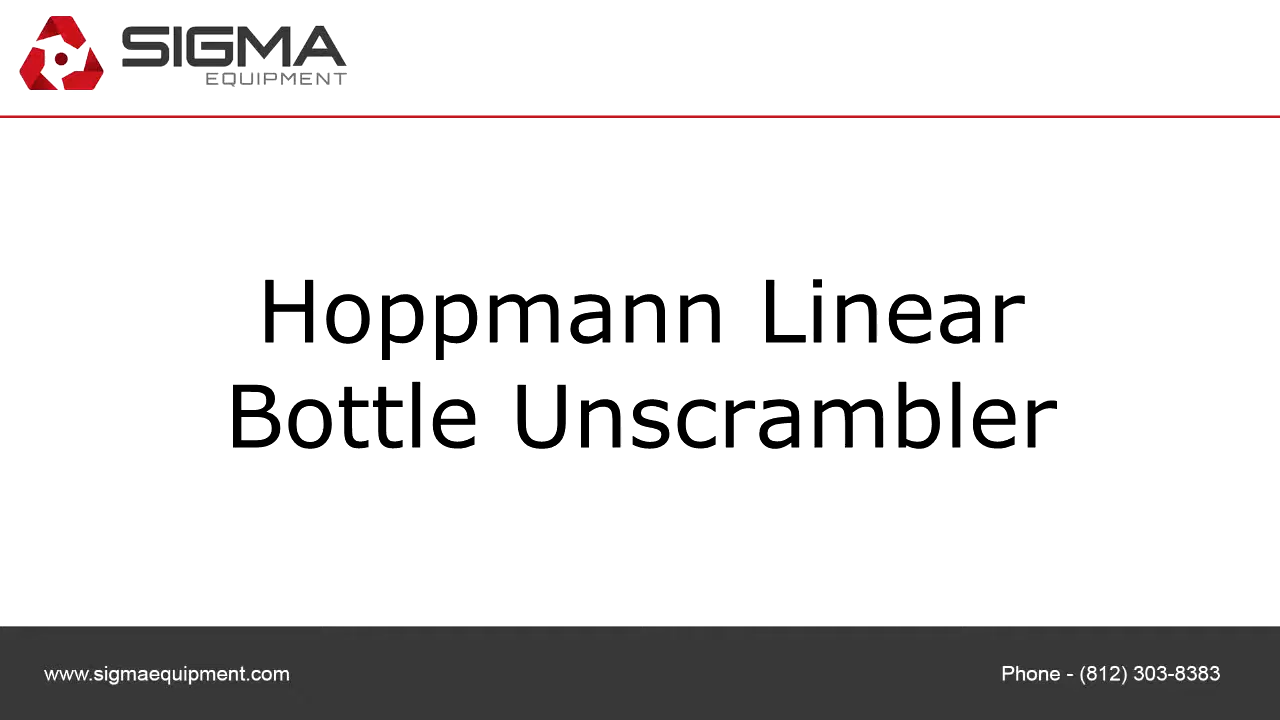 SIGMA
EQUIPMENT
Hoppmann Linear
Bottle Unscrambler
www.sigmaequipment.com
Phone - (812) 303-8383